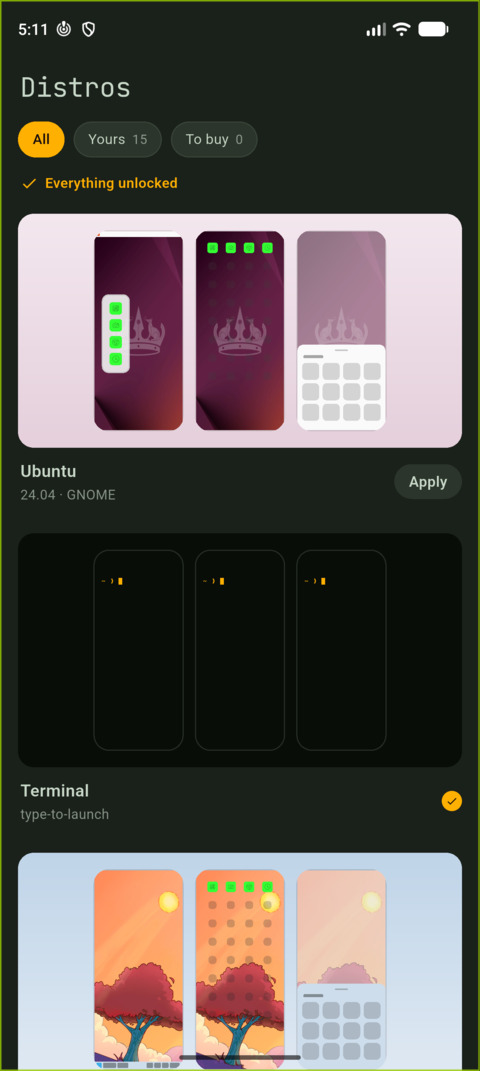 5:11
Distros
All
Yours 15
To buy 0
Everything unlocked
Ubuntu
24.04 · GNOME
Apply
~ ❯
~ ❯
~ ❯
Terminal
type-to-launch